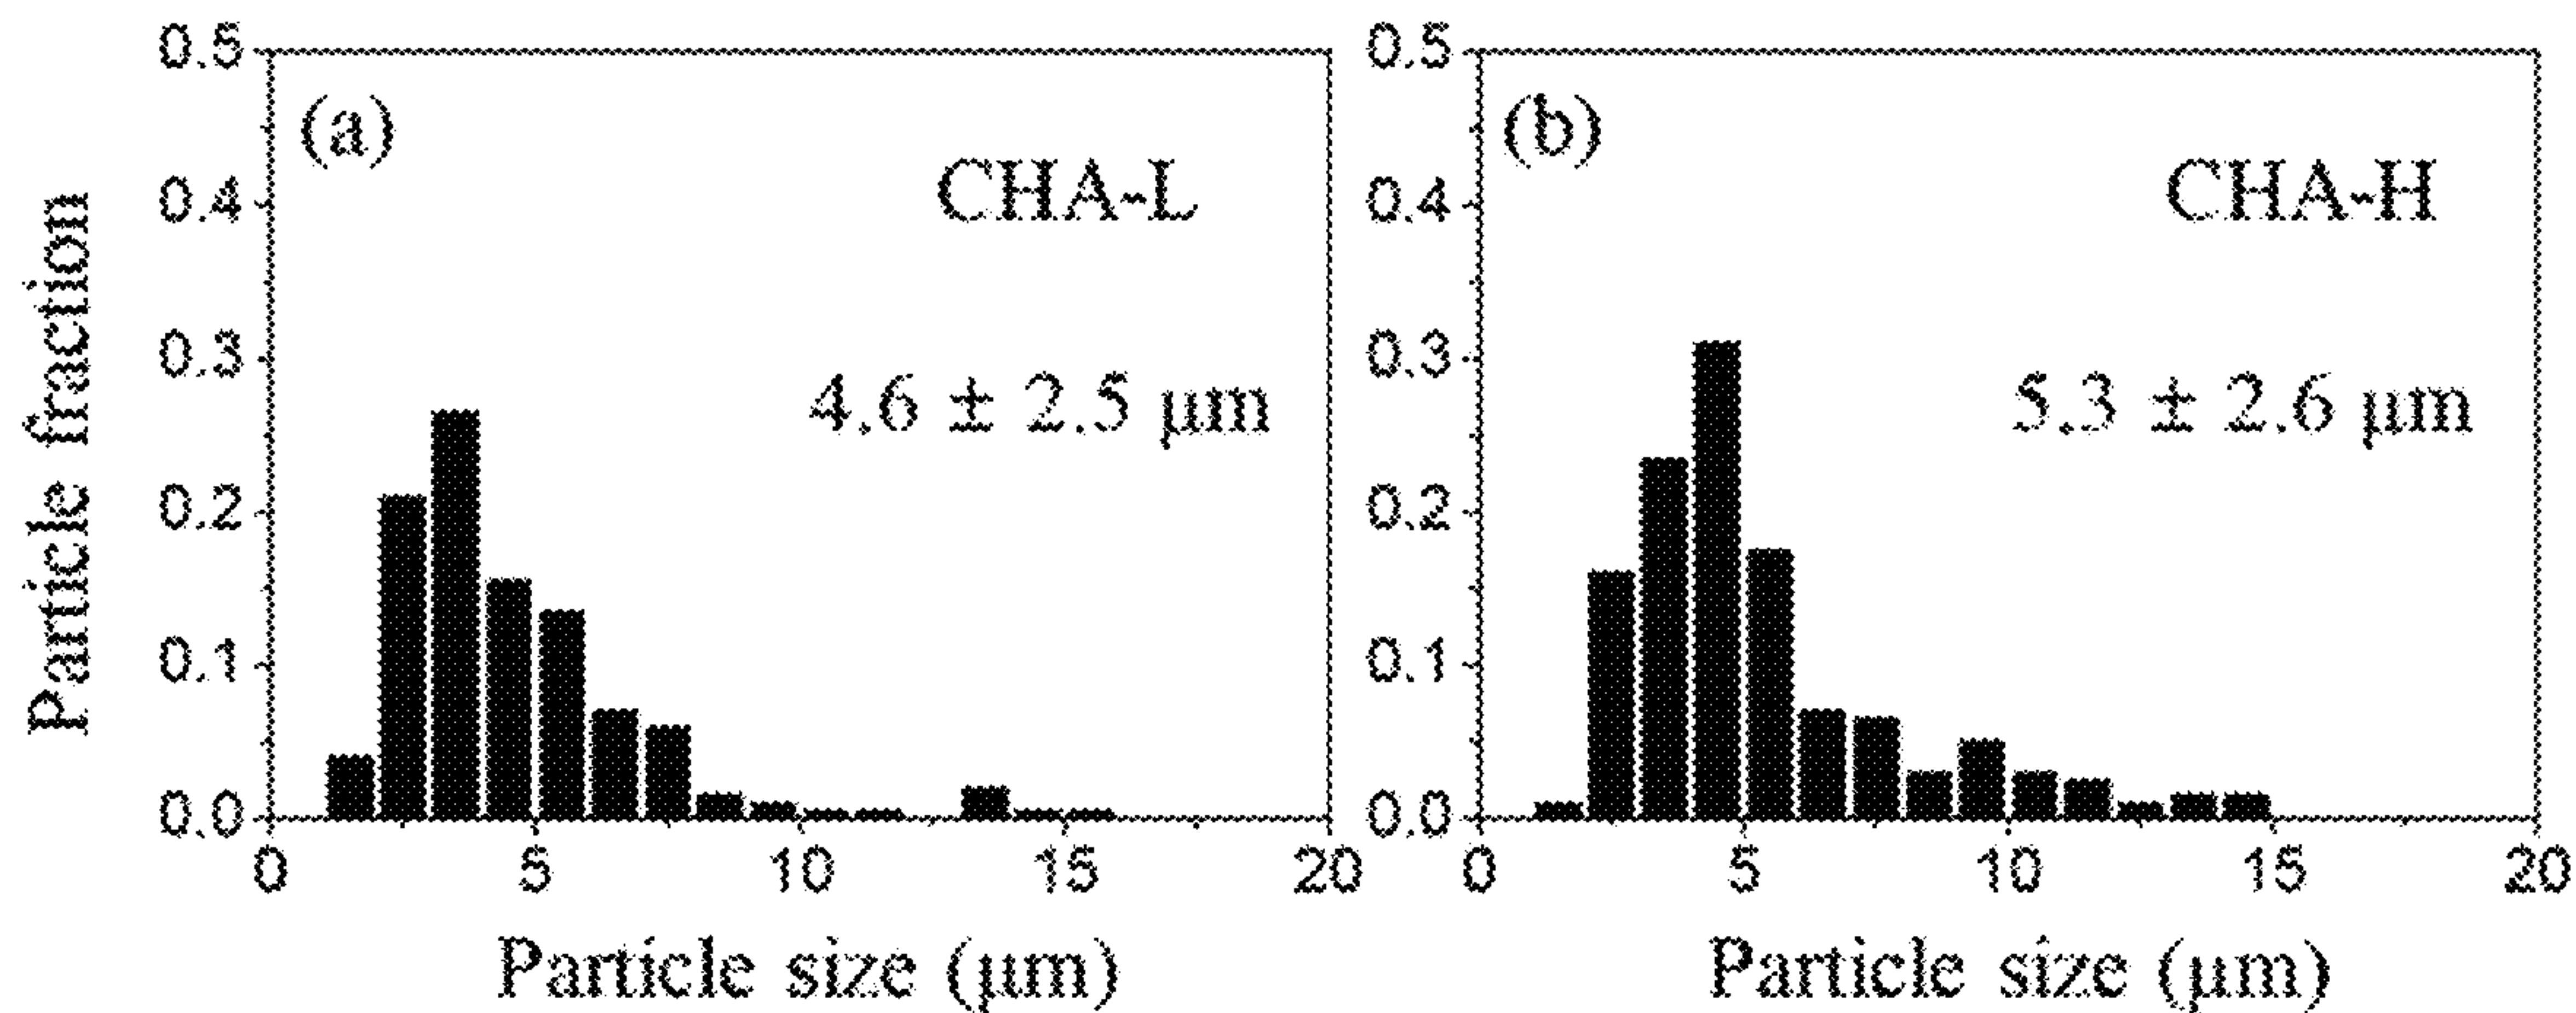 Particle fraction
0.5
0.4
0.3
0.2
0.1
0.0
(a)
CHA-L
4.6 ± 2.5 μm
0 5 10 15 20
Particle size (μm)
0.5
0.4
0.3
0.2
0.1
0.0
(b)
CHA-H
5.3 ± 2.6 μm
0 5 10 15 20
Particle size (μm)